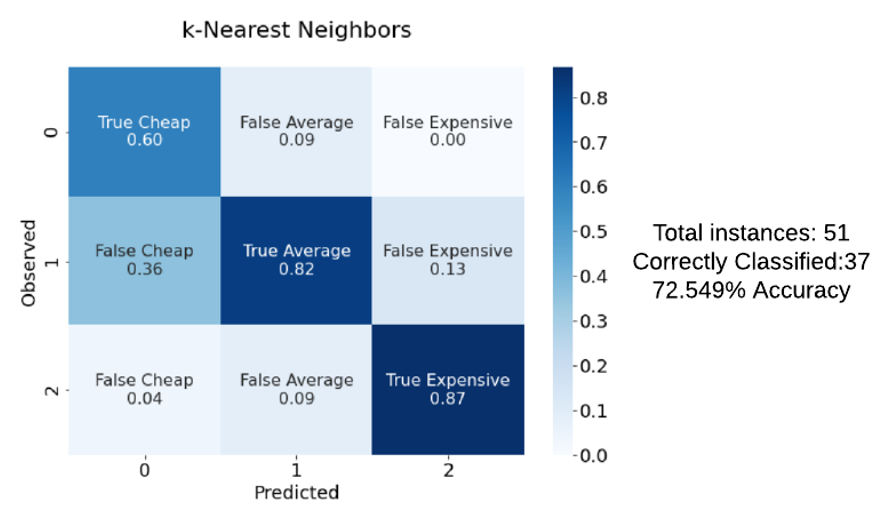 k-Nearest Neighbors
True Cheap
0.60
False Average
0.09
False Expensive
0.00
False Cheap
0.36
True Average
0.82
False Expensive
0.13
False Cheap
0.04
False Average
0.09
True Expensive
0.87
0
1
2
Observed
0
1
2
Predicted
0.8
0.7
0.6
0.5
0.4
0.3
0.2
0.1
0.0
Total instances: 51
Correctly Classified:37
72.549% Accuracy